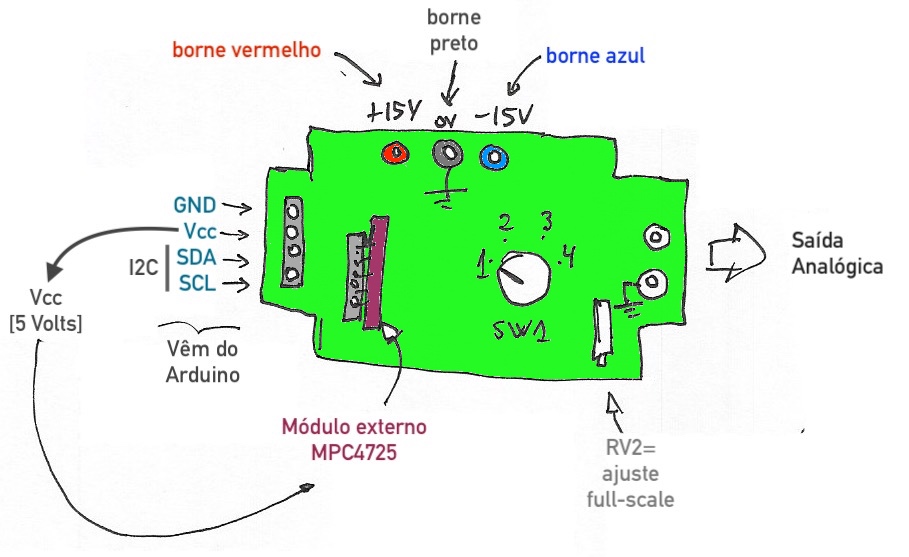 borne
preto
borne vermelho
borne azul
+15V
0V
-15V
GND
Vcc
SDA
SCL
I2C
Vcc
[5 Volts]
Vêm do
Arduino
1
2
3
4
SW1
Saída
Analógica
Módulo externo
MPC4725
RV2=
ajuste
full-scale